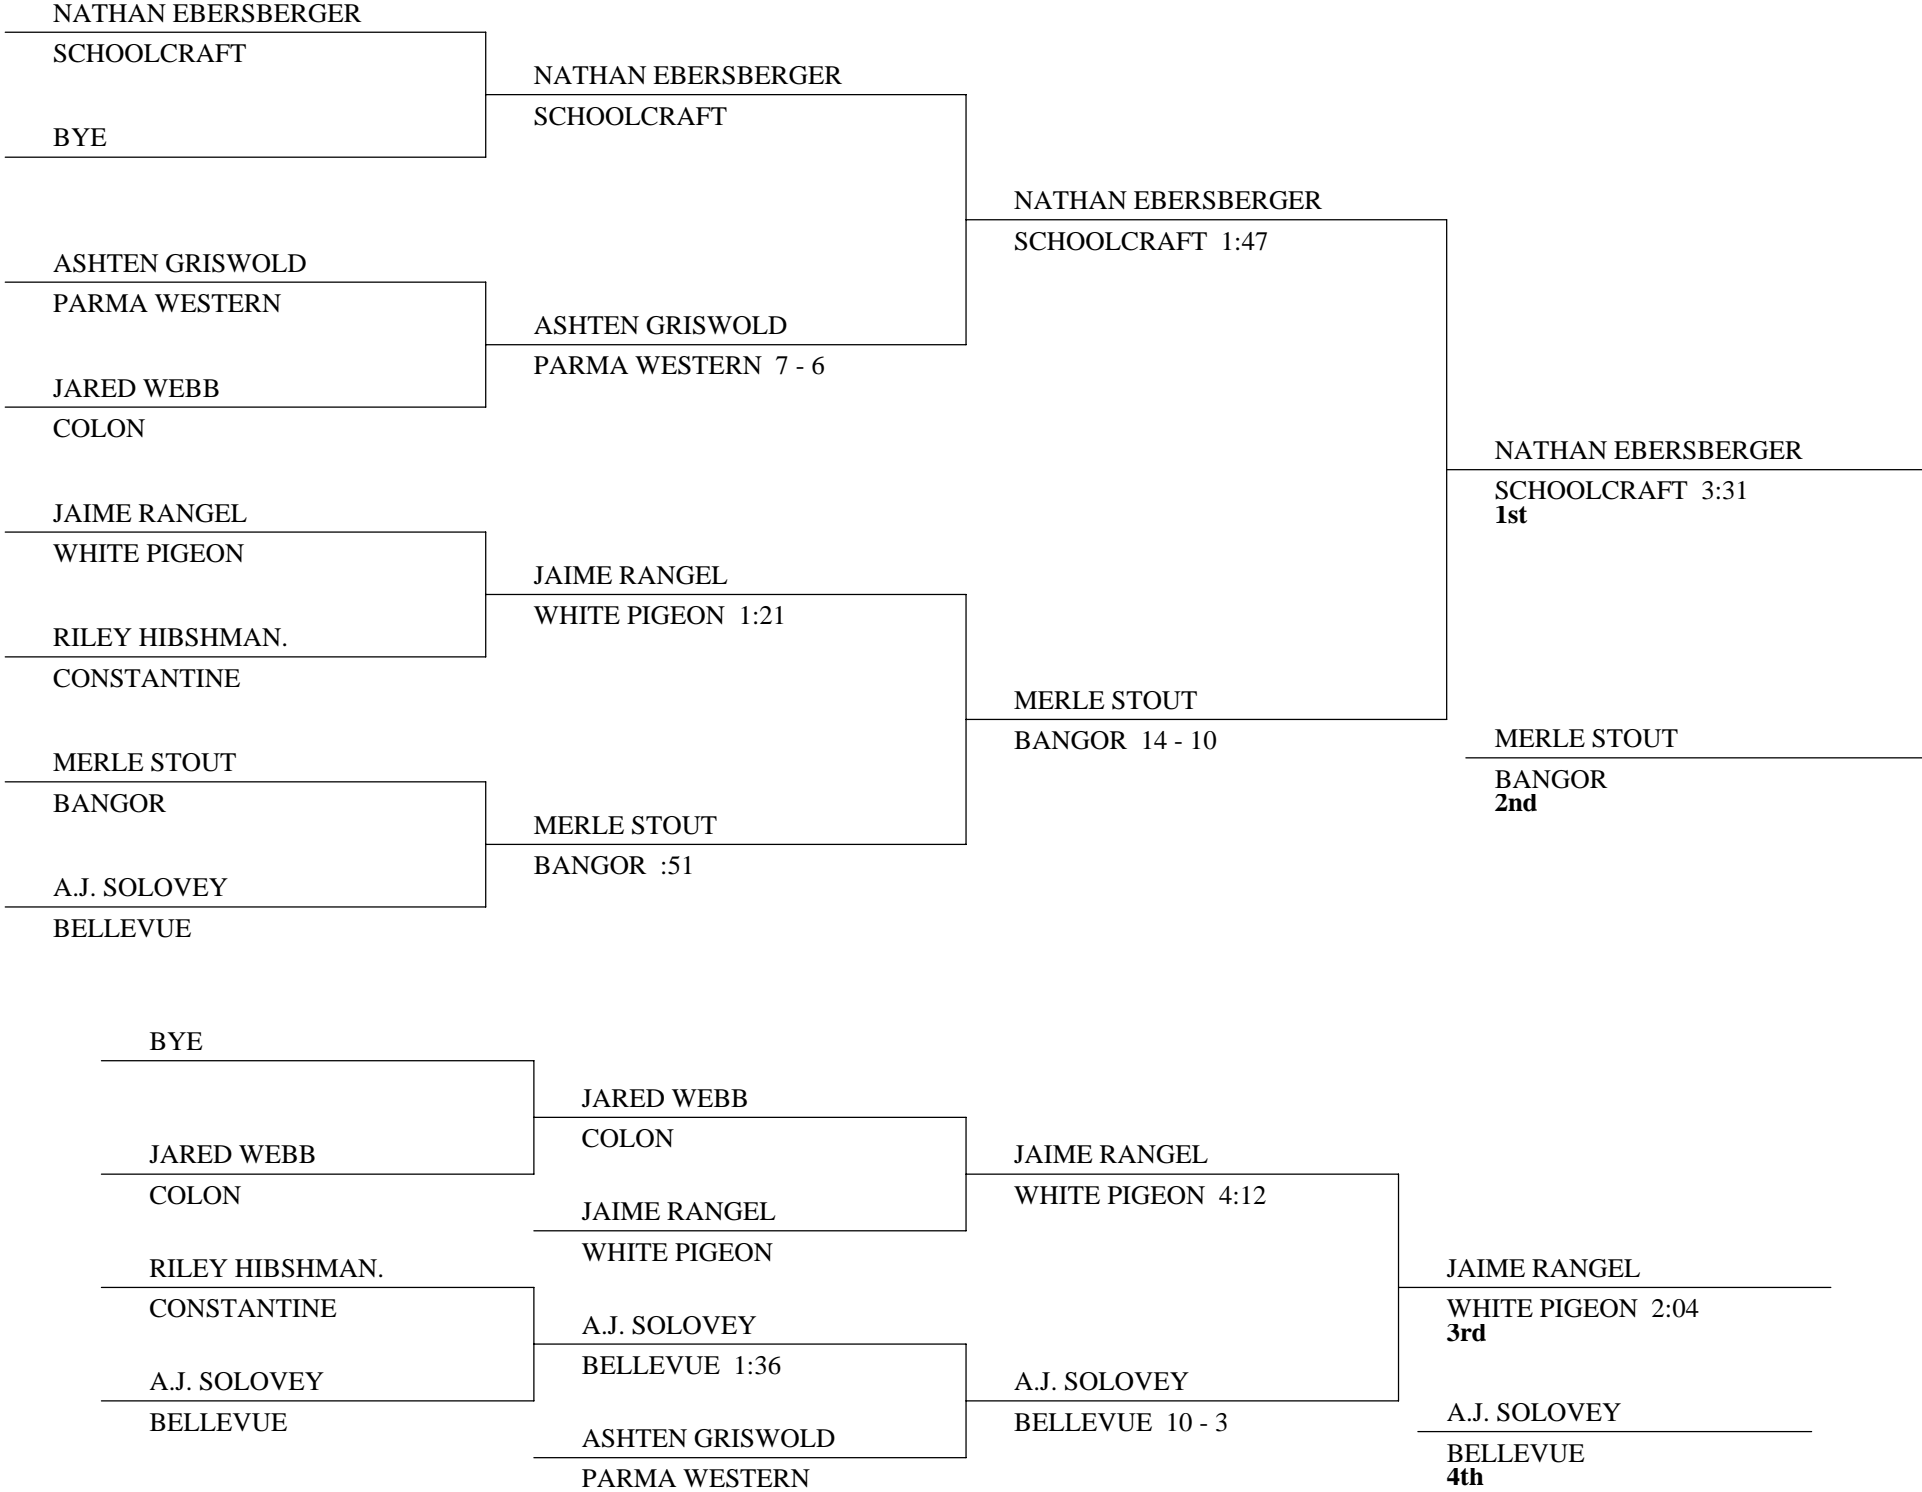 NATHAN EBERSBERGER
SCHOOLCRAFT
BYE
ASHTEN GRISWOLD
PARMA WESTERN
JARED WEBB
COLON
JAIME RANGEL
WHITE PIGEON
RILEY HIBSHMAN.
CONSTANTINE
MERLE STOUT
BANGOR
A.J. SOLOVEY
BELLEVUE
NATHAN EBERSBERGER
SCHOOLCRAFT
ASHTEN GRISWOLD
PARMA WESTERN 7 - 6
JAIME RANGEL
WHITE PIGEON 1:21
MERLE STOUT
BANGOR :51
NATHAN EBERSBERGER
SCHOOLCRAFT 1:47
MERLE STOUT
BANGOR 14 - 10
NATHAN EBERSBERGER
SCHOOLCRAFT 3:31
1st
MERLE STOUT
BANGOR
2nd
BYE
JARED WEBB
COLON
RILEY HIBSHMAN.
CONSTANTINE
A.J. SOLOVEY
BELLEVUE
JARED WEBB
COLON
JAIME RANGEL
WHITE PIGEON
A.J. SOLOVEY
BELLEVUE 1:36
ASHTEN GRISWOLD
PARMA WESTERN
JAIME RANGEL
WHITE PIGEON 4:12
A.J. SOLOVEY
BELLEVUE 10 - 3
JAIME RANGEL
WHITE PIGEON 2:04
3rd
A.J. SOLOVEY
BELLEVUE
4th